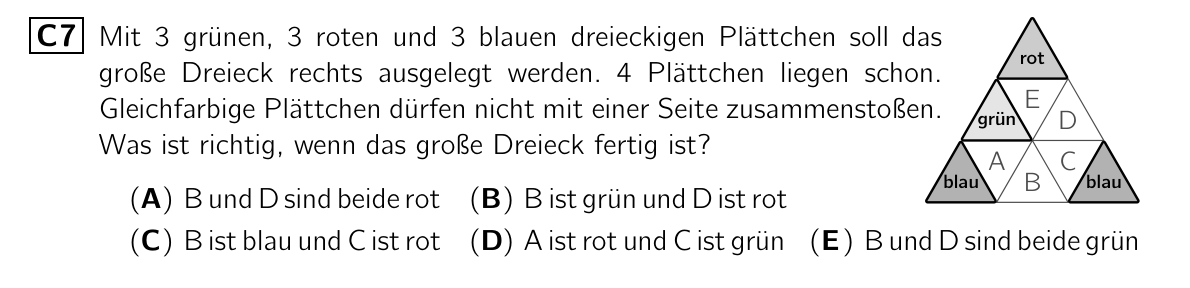 C7 Mit 3 grünen, 3 roten und 3 blauen dreieckigen Plättchen soll das
große Dreieck rechts ausgelegt werden. 4 Plättchen liegen schon.
Gleichfarbige Plättchen dürfen nicht mit einer Seite zusammenstoßen.
Was ist richtig, wenn das große Dreieck fertig ist?
(A) B und D sind beide rot (B) B ist grün und D ist rot
(C) B ist blau und C ist rot (D) A ist rot und C ist grün (E) B und D sind beide grün
rot
E
grün D
A C
blau B blau